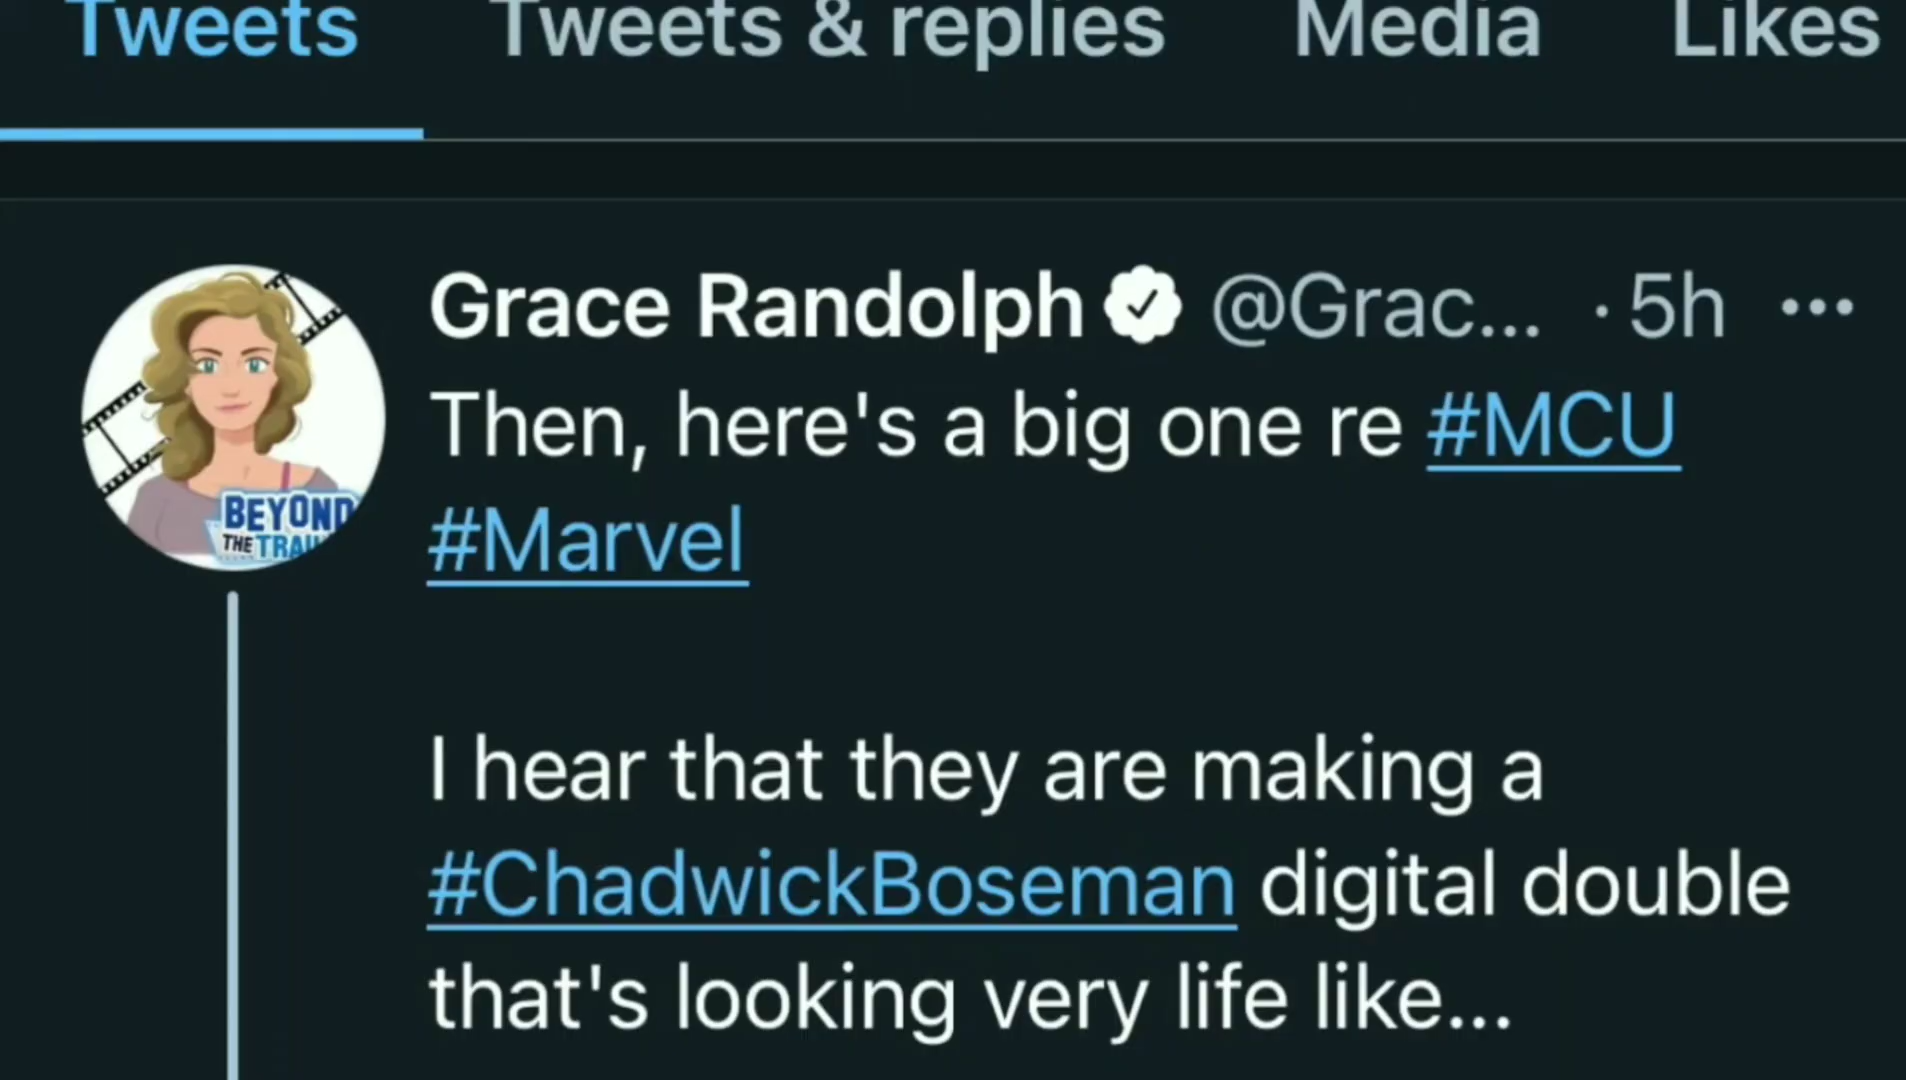 Tweets Tweets & replies Media Likes
Grace Randolph @Grac... · 5h ...
Then, here's a big one re #MCU
#Marvel
BEYOND
THE TRAI
I hear that they are making a
#ChadwickBoseman digital double
that's looking very life like...